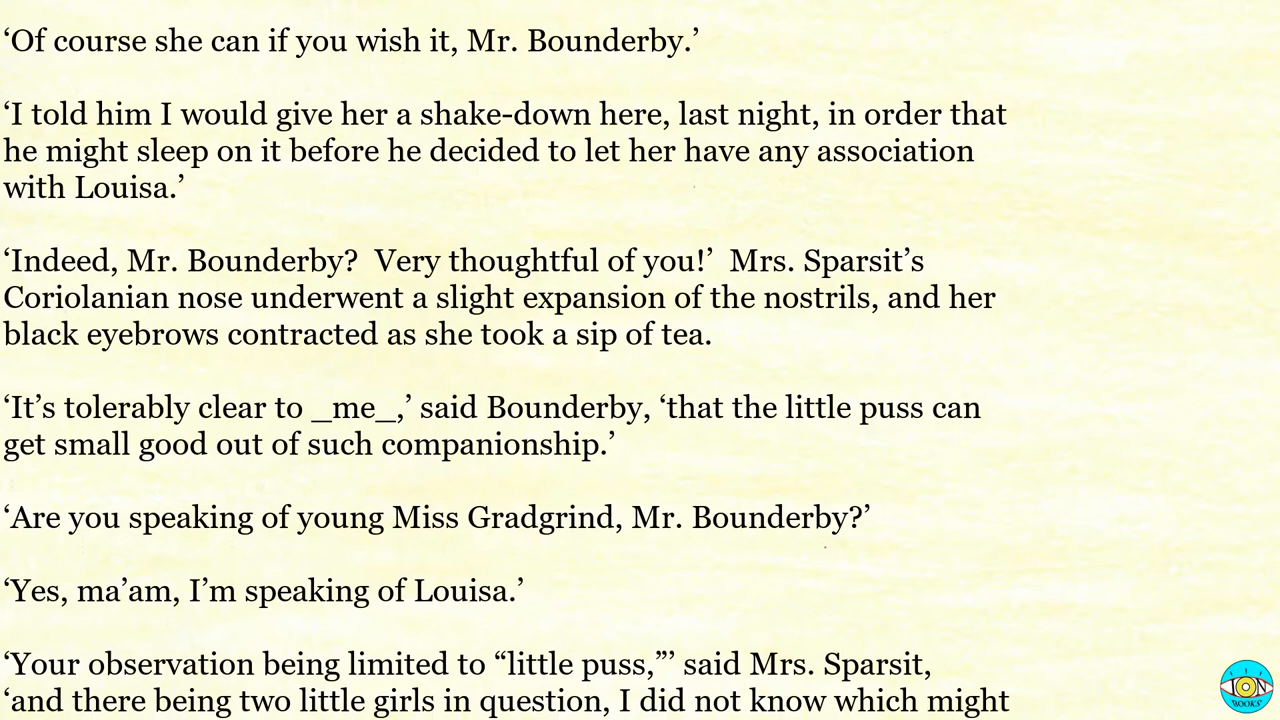 ‘Of course she can if you wish it, Mr. Bounderby.’
‘I told him I would give her a shake-down here, last night, in order that
he might sleep on it before he decided to let her have any association
with Louisa.’
‘Indeed, Mr. Bounderby?  Very thoughtful of you!’  Mrs. Sparsit’s
Coriolanian nose underwent a slight expansion of the nostrils, and her
black eyebrows contracted as she took a sip of tea.
‘It’s tolerably clear to _me_,’ said Bounderby, ‘that the little puss can
get small good out of such companionship.’
‘Are you speaking of young Miss Gradgrind, Mr. Bounderby?’
‘Yes, ma’am, I’m speaking of Louisa.’
‘Your observation being limited to “little puss,”’ said Mrs. Sparsit,
‘and there being two little girls in question, I did not know which might
ION
BOOKS